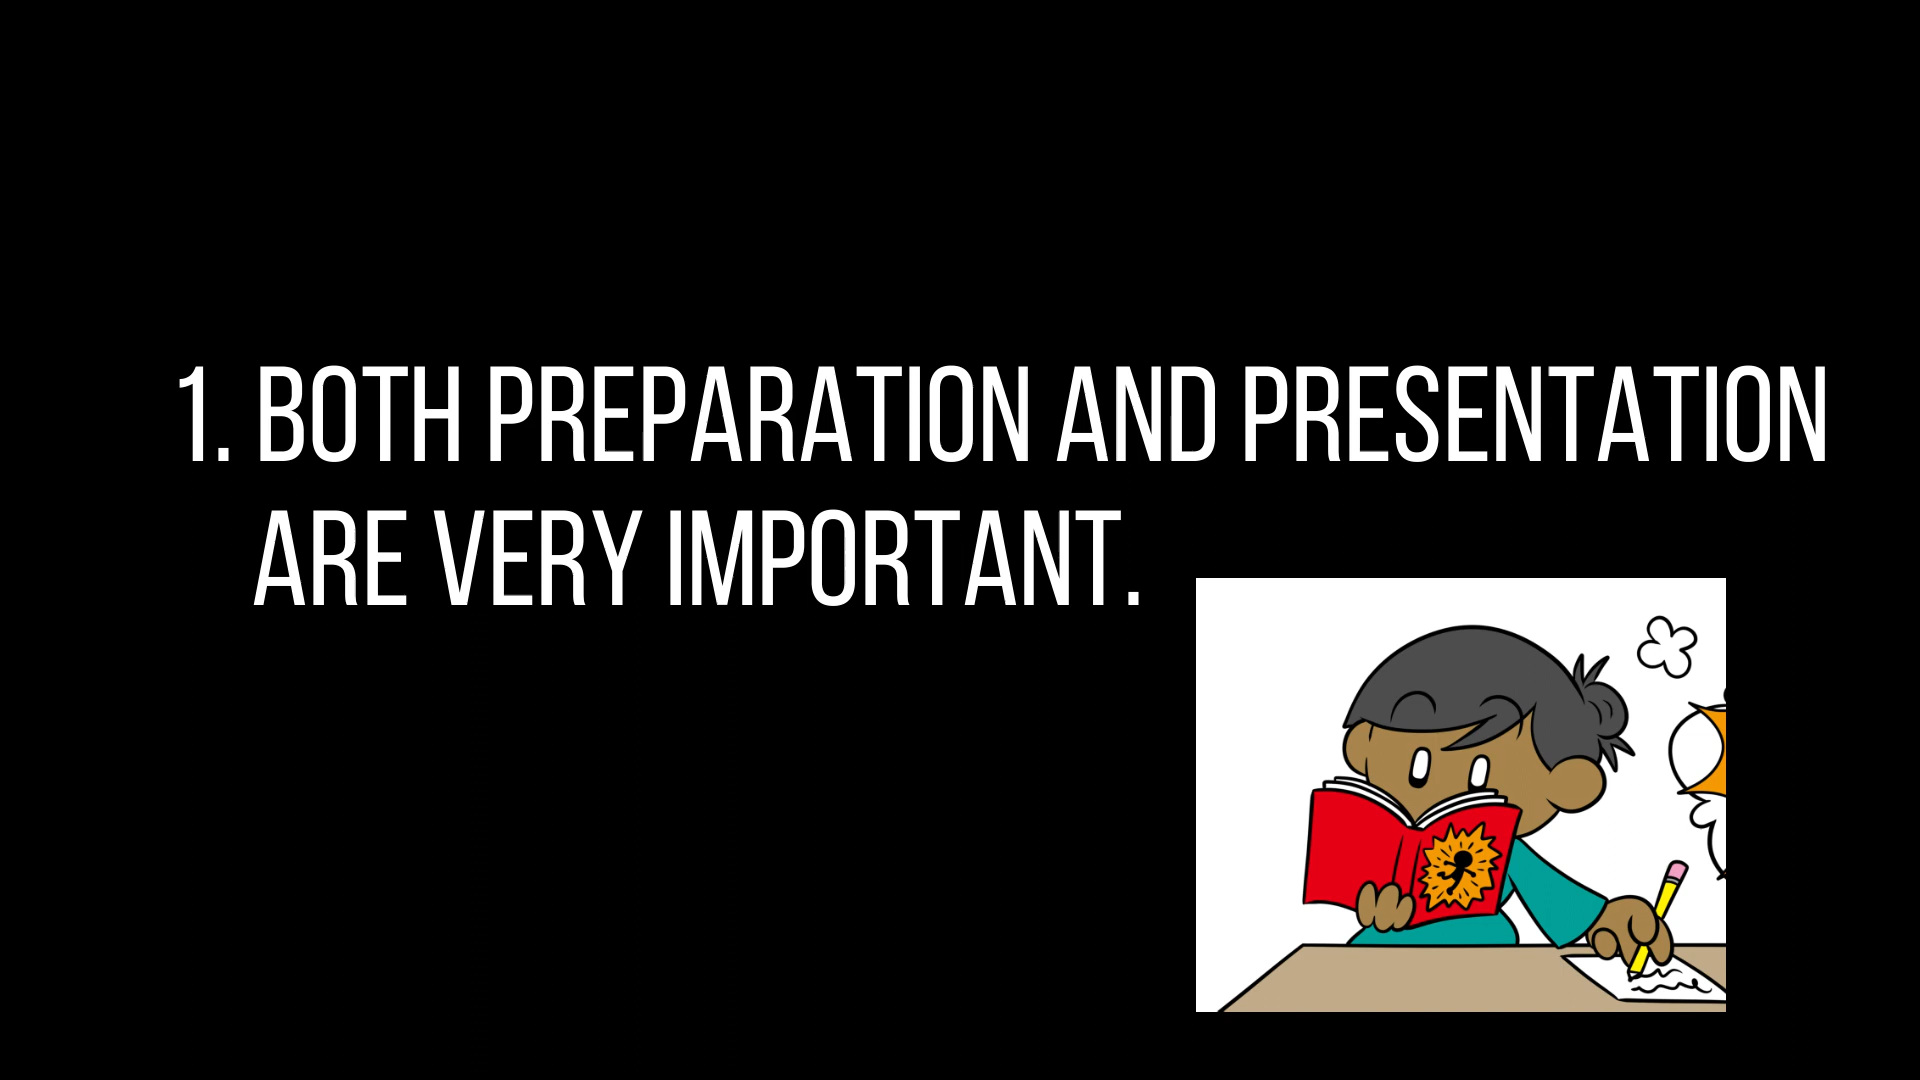 1. BOTH PREPARATION AND PRESENTATION
ARE VERY IMPORTANT.